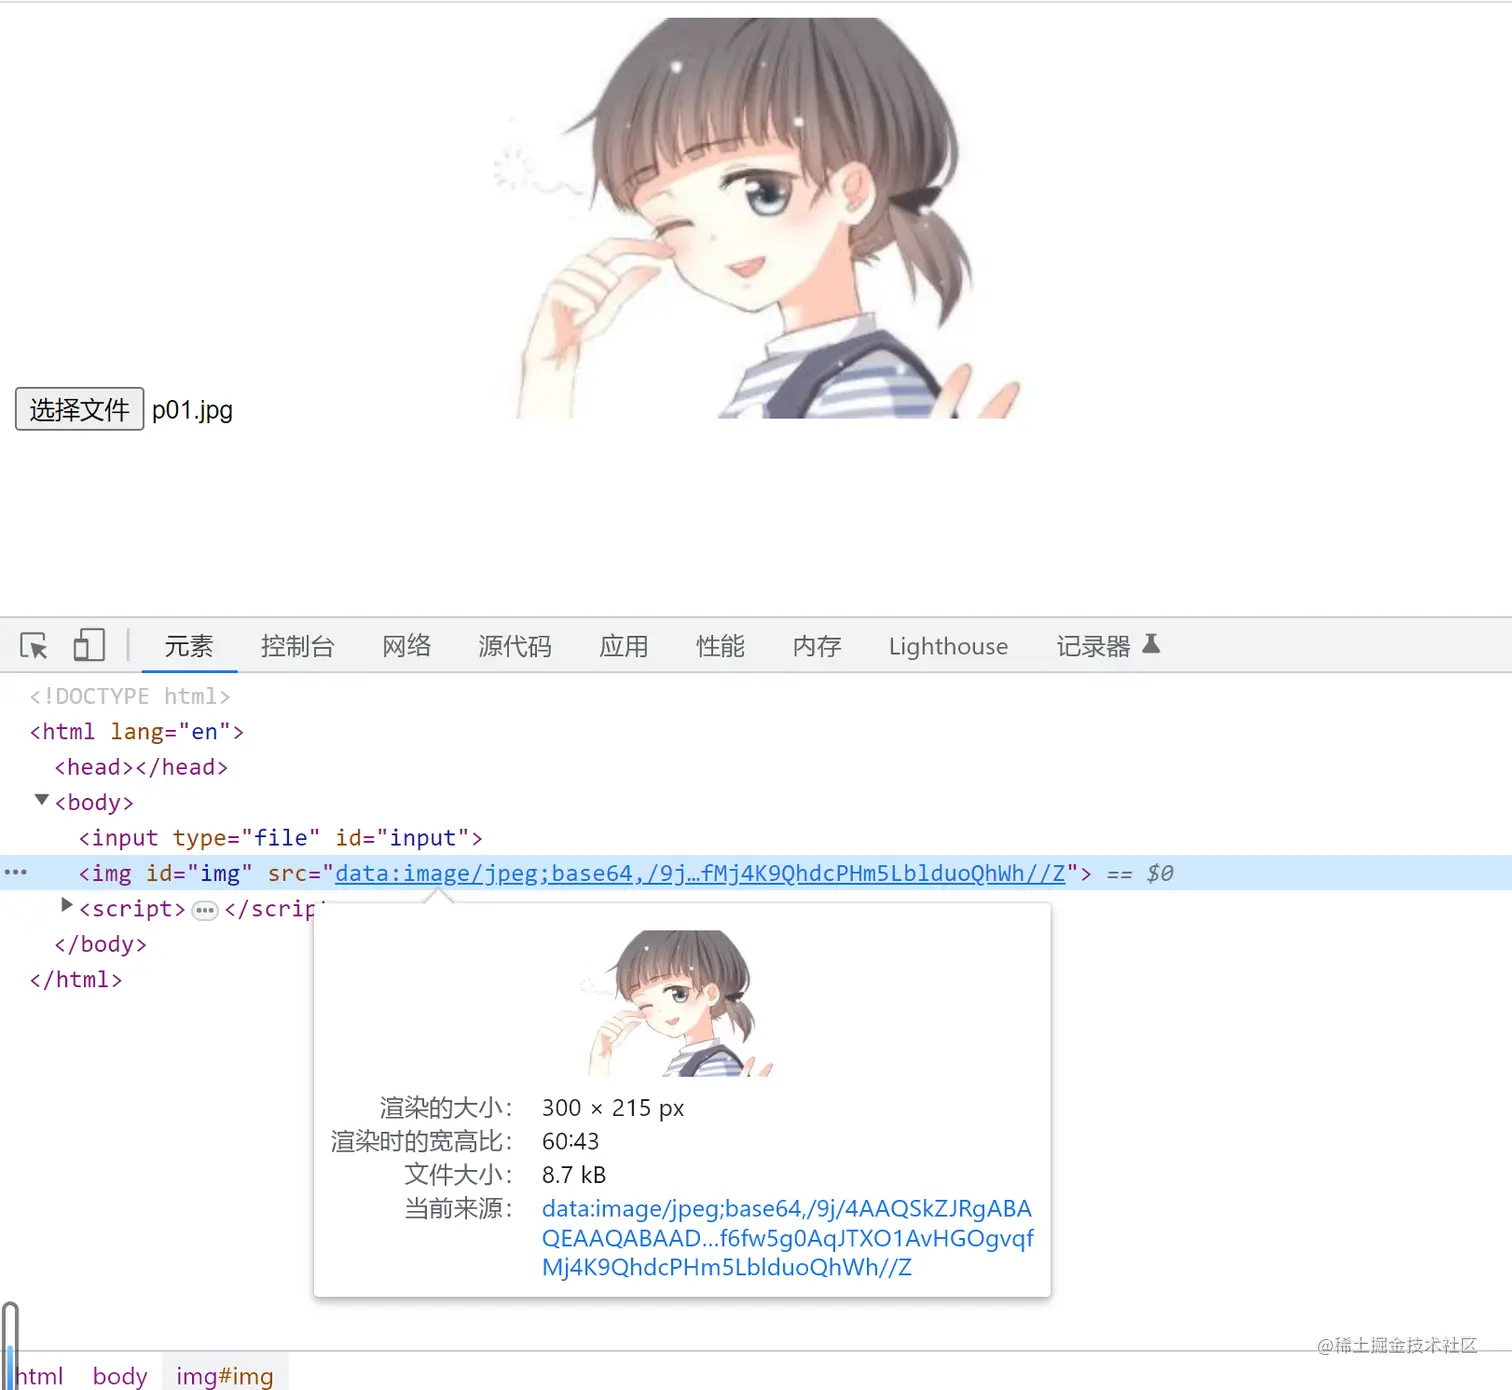 选择文件 p01.jpg
元素 控制台 网络 源代码 应用 性能 内存 Lighthouse 记录器
<!DOCTYPE html>
<html lang="en">
<head></head>
<body>
<input type="file" id="input">
<img id="img" src="data:image/jpeg;base64,/9j…fMj4K9QhdcPHm5LblduoQhWh//Z"> == $0
<script> </script
</body>
</html>
渲染的大小： 300 × 215 px
渲染时的宽高比： 60∶43
文件大小： 8.7 kB
当前来源： data:image/jpeg;base64,/9j/4AAQSkZJRgABA
QEAAQABAAD…f6fw5g0AqJTXO1AvHGOgvqf
Mj4K9QhdcPHm5LblduoQhWh//Z
@稀土掘金技术社区
html body img#img